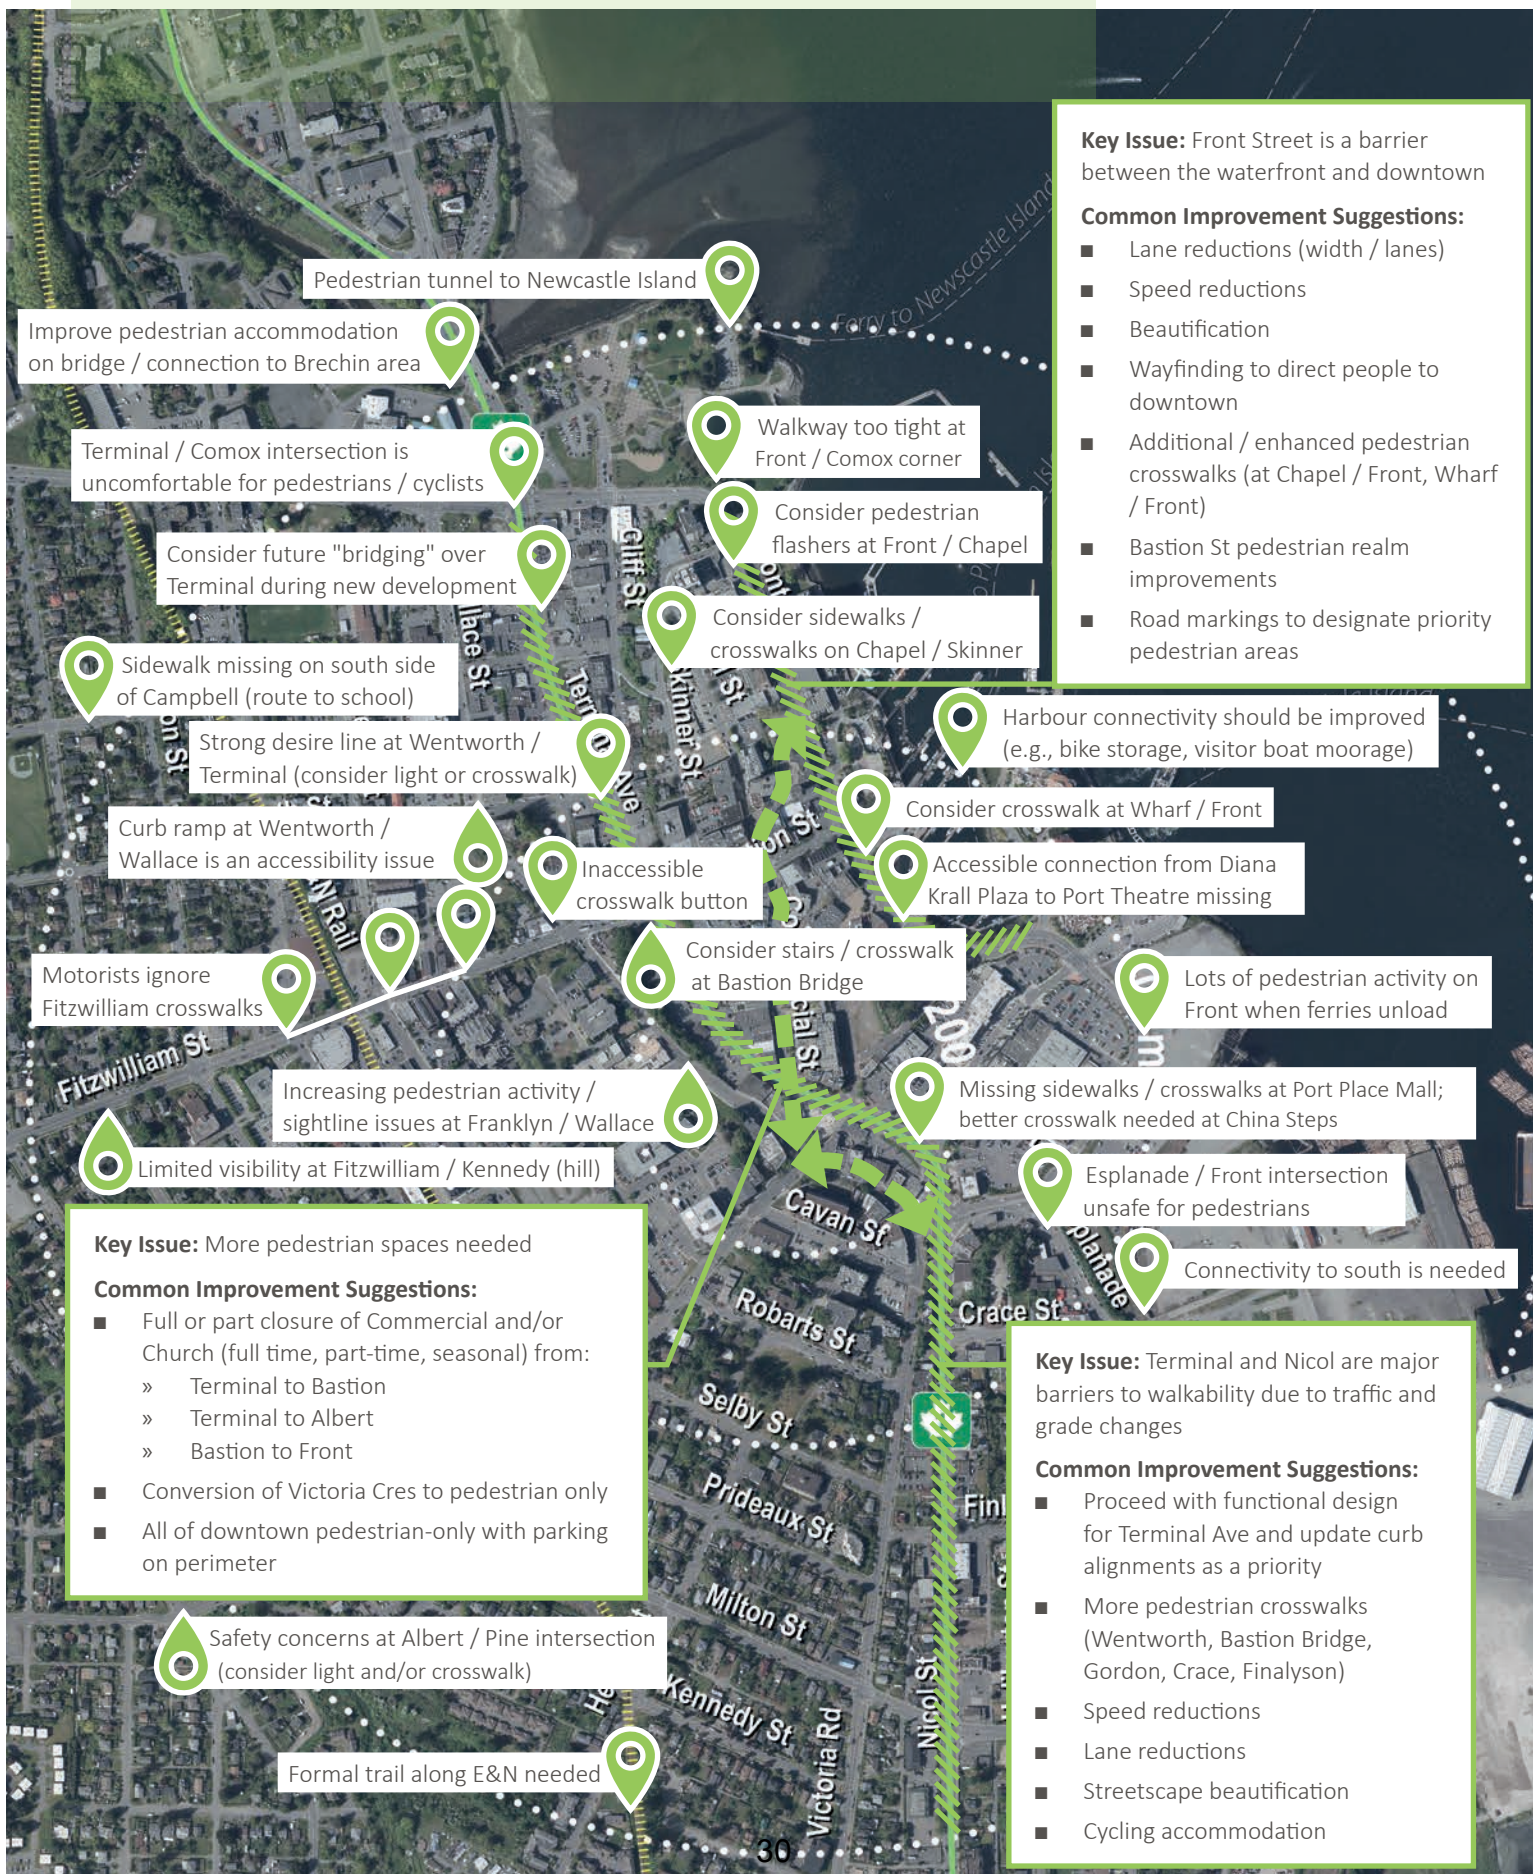 Key Issue: Front Street is a barrier
between the waterfront and downtown
Common Improvement Suggestions:
■ Lane reductions (width / lanes)
■ Speed reductions
■ Beautification
■ Wayfinding to direct people to
downtown
■ Additional / enhanced pedestrian
crosswalks (at Chapel / Front, Wharf
/ Front)
■ Bastion St pedestrian realm
improvements
■ Road markings to designate priority
pedestrian areas
Ferry to Newscastle Island
Pedestrian tunnel to Newcastle Island
Improve pedestrian accommodation
on bridge / connection to Brechin area
Walkway too tight at
Front / Comox corner
Terminal / Comox intersection is
uncomfortable for pedestrians / cyclists
Consider pedestrian
flashers at Front / Chapel
Consider future "bridging" over
Terminal during new development
Cliff St
Consider sidewalks /
crosswalks on Chapel / Skinner
Sidewalk missing on south side
of Campbell (route to school)
Skinner St
Harbour connectivity should be improved
(e.g., bike storage, visitor boat moorage)
Strong desire line at Wentworth /
Terminal (consider light or crosswalk)
Ave
Consider crosswalk at Wharf / Front
Curb ramp at Wentworth /
Wallace is an accessibility issue
Inaccessible
crosswalk button
Accessible connection from Diana
Krall Plaza to Port Theatre missing
Rail
Consider stairs / crosswalk
at Bastion Bridge
Motorists ignore
Fitzwilliam crosswalks
Lots of pedestrian activity on
Front when ferries unload
200
Fitzwilliam St
Increasing pedestrian activity /
sightline issues at Franklyn / Wallace
Missing sidewalks / crosswalks at Port Place Mall;
better crosswalk needed at China Steps
Limited visibility at Fitzwilliam / Kennedy (hill)
Esplanade / Front intersection
unsafe for pedestrians
Cavan St
Connectivity to south is needed
Key Issue: More pedestrian spaces needed
Common Improvement Suggestions:
■ Full or part closure of Commercial and/or
Church (full time, part-time, seasonal) from:
» Terminal to Bastion
» Terminal to Albert
» Bastion to Front
■ Conversion of Victoria Cres to pedestrian only
■ All of downtown pedestrian-only with parking
on perimeter
Robarts St
Crace St
Selby St
Prideaux St
Milton St
Key Issue: Terminal and Nicol are major
barriers to walkability due to traffic and
grade changes
Common Improvement Suggestions:
■ Proceed with functional design
for Terminal Ave and update curb
alignments as a priority
■ More pedestrian crosswalks
(Wentworth, Bastion Bridge,
Gordon, Crace, Finalyson)
■ Speed reductions
■ Lane reductions
■ Streetscape beautification
■ Cycling accommodation
Safety concerns at Albert / Pine intersection
(consider light and/or crosswalk)
Kennedy St
Nicol St
Victoria Rd
Formal trail along E&N needed
30